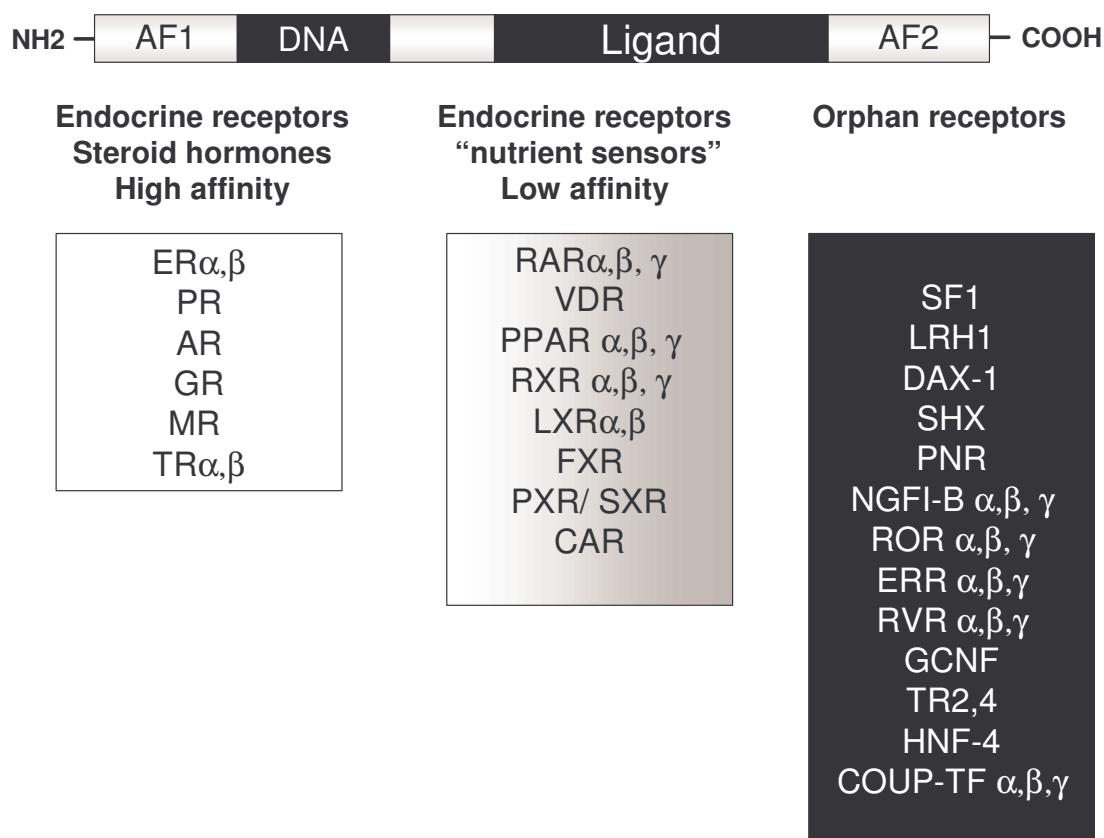 NH2 AF1 DNA Ligand AF2 COOH
Endocrine receptors
Steroid hormones
High affinity
ERα,β
PR
AR
GR
MR
TRα,β
Endocrine receptors
“nutrient sensors”
Low affinity
RARα,β, γ
VDR
PPAR α,β, γ
RXR α,β, γ
LXRα,β
FXR
PXR/ SXR
CAR
Orphan receptors
SF1
LRH1
DAX-1
SHX
PNR
NGFI-B α,β, γ
ROR α,β, γ
ERR α,β,γ
RVR α,β,γ
GCNF
TR2,4
HNF-4
COUP-TF α,β,γ